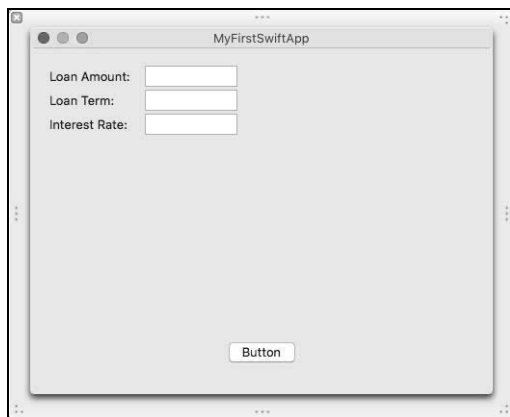 MyFirstSwiftApp
Loan Amount:
Loan Term:
Interest Rate:
Button